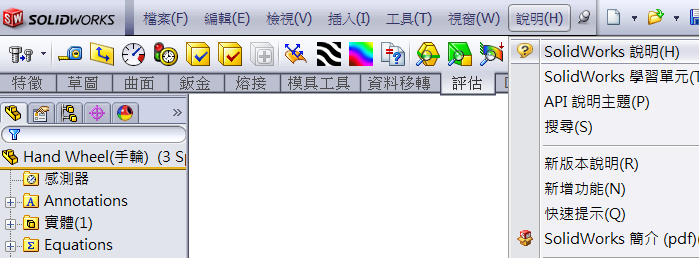 SW SOLIDWORKS 檔案(F) 編輯(E) 檢視(V) 插入(I) 工具(T) 視窗(W) 說明(H)
特徵 草圖 曲面 鈑金 熔接 模具工具 資料移轉 評估
Hand Wheel(手輪) (3 Sp
感測器
Annotations
實體(1)
Equations
SolidWorks 說明(H)
SolidWorks 學習單元(T
API 說明主題(P)
搜尋(S)
新版本說明(R)
新增功能(N)
快速提示(Q)
SolidWorks 簡介 (pdf)(